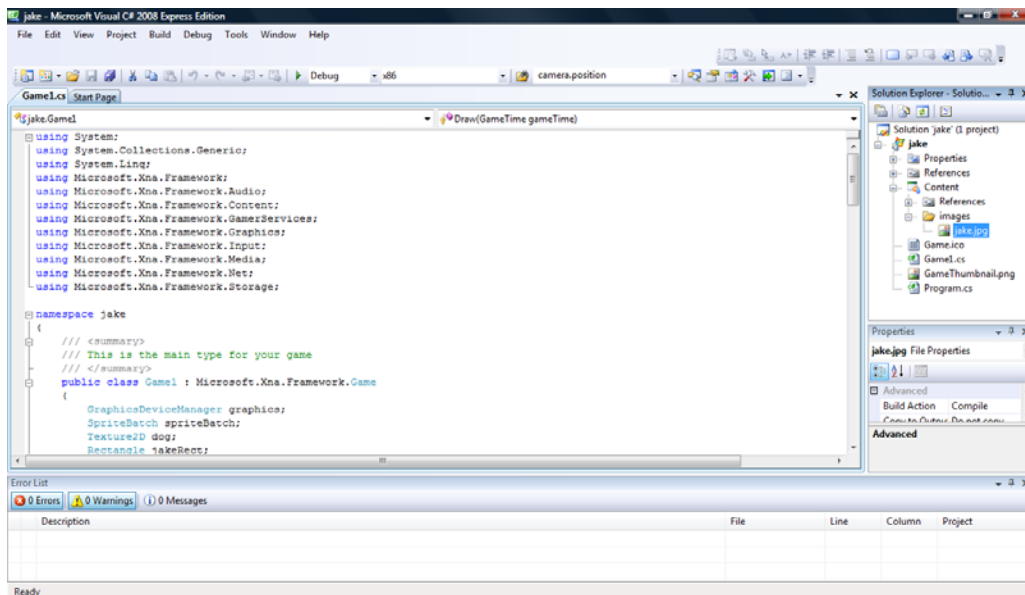 jake - Microsoft Visual C# 2008 Express Edition
File Edit View Project Build Debug Tools Window Help
Debug x86 camera.position
Game1.cs Start Page
jake.Game1 Draw(GameTime gameTime)
using System;
using System.Collections.Generic;
using System.Linq;
using Microsoft.Xna.Framework;
using Microsoft.Xna.Framework.Audio;
using Microsoft.Xna.Framework.Content;
using Microsoft.Xna.Framework.GamerServices;
using Microsoft.Xna.Framework.Graphics;
using Microsoft.Xna.Framework.Input;
using Microsoft.Xna.Framework.Media;
using Microsoft.Xna.Framework.Net;
using Microsoft.Xna.Framework.Storage;
namespace jake
{
/// <summary>
/// This is the main type for your game
/// </summary>
public class Game1 : Microsoft.Xna.Framework.Game
{
GraphicsDeviceManager graphics;
SpriteBatch spriteBatch;
Texture2D dog;
Rectangle jakeRect;
Solution Explorer - Solutio...
Solution 'jake' (1 project)
jake
Properties
References
Content
References
images
jake.jpg
Game.ico
Game1.cs
GameThumbnail.png
Program.cs
Properties
jake.jpg File Properties
Advanced
Build Action Compile
Copy to Output Do not copy
Advanced
Error List
0 Errors 0 Warnings 0 Messages
Description File Line Column Project
Ready